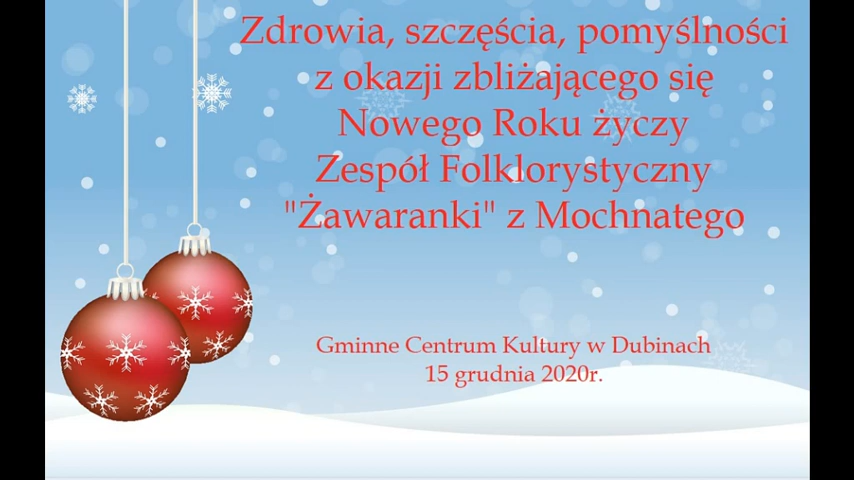 Zdrowia, szczęścia, pomyślności
z okazji zbliżającego się
Nowego Roku życzy
Zespół Folklorystyczny
"Żawaranki" z Mochnatego
Gminne Centrum Kultury w Dubinach
15 grudnia 2020r.